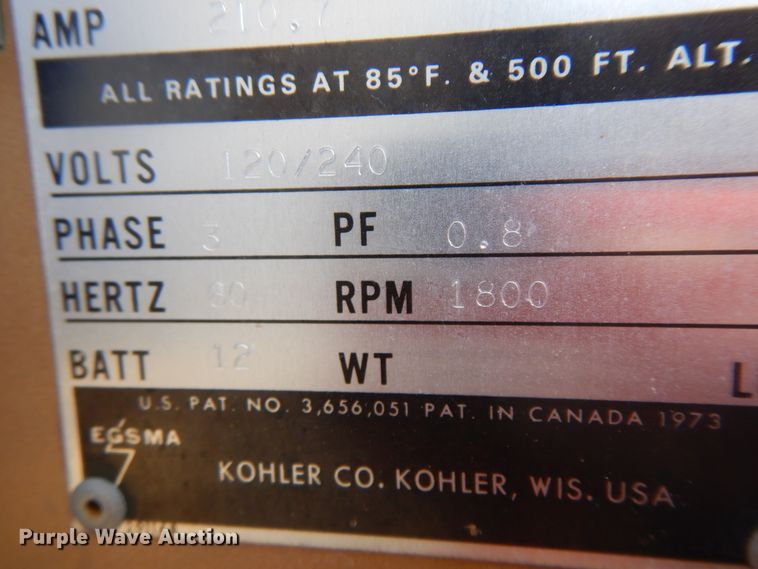 AMP 210.7
ALL RATINGS AT 85°F. & 500 FT. ALT.
VOLTS 120/240
PHASE 3 PF 0.8
HERTZ 60 RPM 1800
BATT 12 WT L
U.S. PAT. NO. 3,656,051 PAT. IN CANADA 1973
EGSMA
KOHLER CO. KOHLER, WIS. USA
Purple Wave Auction